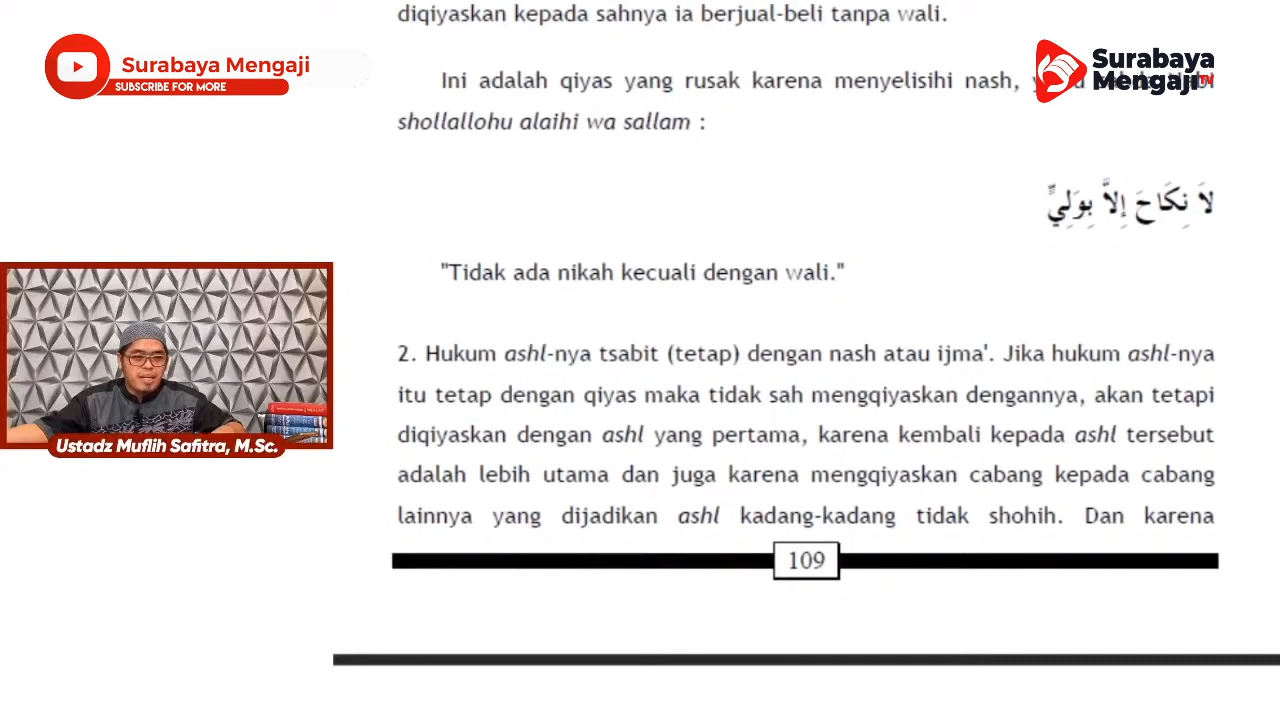 diqiyaskan kepada sahnya ia berjual-beli tanpa wali.
Surabaya Mengaji
SUBSCRIBE FOR MORE
Surabaya
MengajiTV
Ini adalah qiyas yang rusak karena menyelisihi nash,
shollallohu alaihi wa sallam :
لاَ نِكَاحَ إِلاَّ بِوَلِيٍّ
"Tidak ada nikah kecuali dengan wali."
2. Hukum ashl-nya tsabit (tetap) dengan nash atau ijma'. Jika hukum ashl-nya
itu tetap dengan qiyas maka tidak sah mengqiyaskan dengannya, akan tetapi
diqiyaskan dengan ashl yang pertama, karena kembali kepada ashl tersebut
adalah lebih utama dan juga karena mengqiyaskan cabang kepada cabang
lainnya yang dijadikan ashl kadang-kadang tidak shohih. Dan karena
109
Ustadz Muflih Safitra, M.Sc.